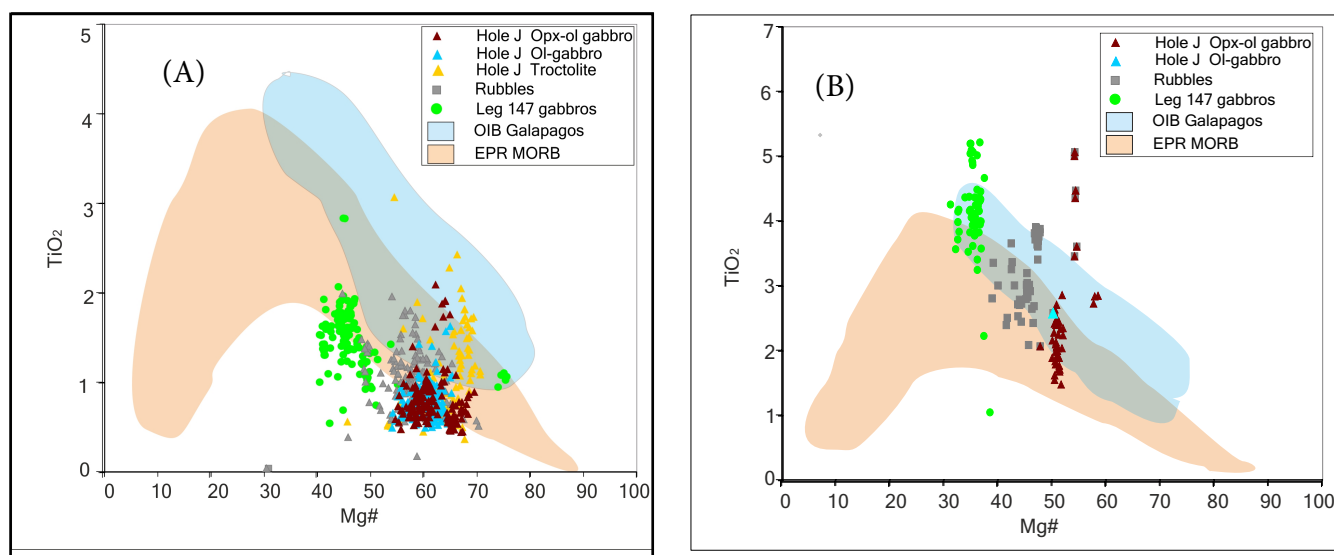 (A)
TiO2
5
4
3
2
1
0
0 10 20 30 40 50 60 70 80 90 100
Mg#
Hole J Opx-ol gabbro
Hole J Ol-gabbro
Hole J Troctolite
Rubbles
Leg 147 gabbros
OIB Galapagos
EPR MORB
(B)
TiO2
7
6
5
4
3
2
1
0
0 10 20 30 40 50 60 70 80 90 100
Mg#
Hole J Opx-ol gabbro
Hole J Ol-gabbro
Rubbles
Leg 147 gabbros
OIB Galapagos
EPR MORB